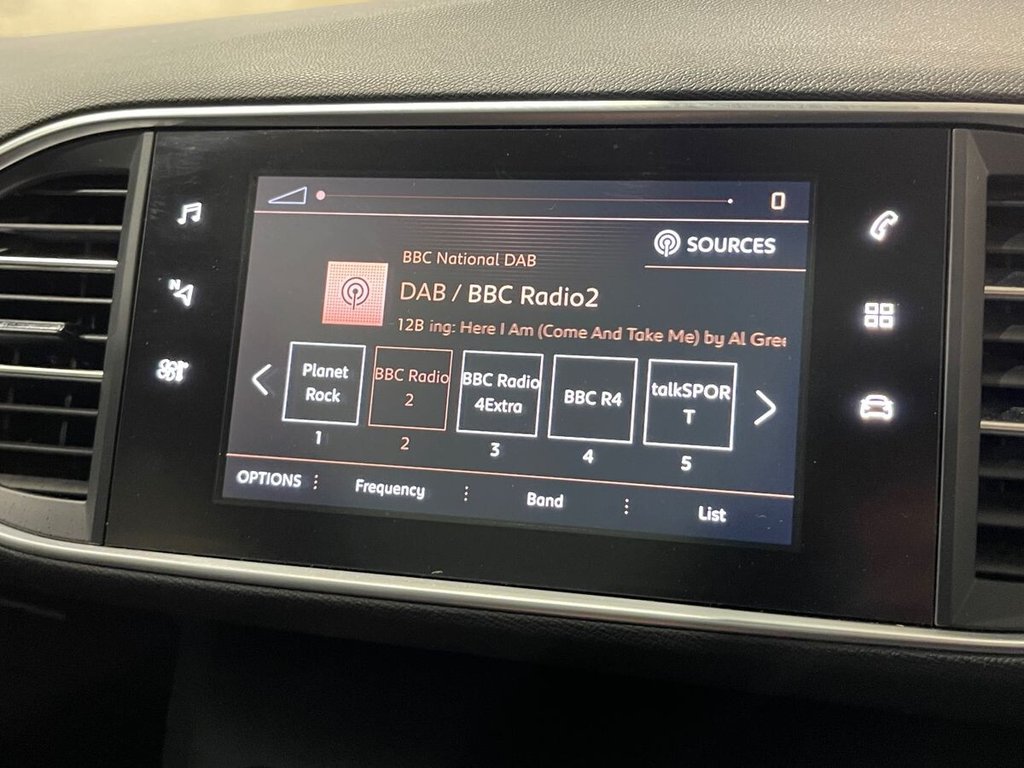 0
SOURCES
BBC National DAB
DAB / BBC Radio2
12B ing: Here I Am (Come And Take Me) by Al Gree
Planet
Rock
1
BBC Radio
2
2
BBC Radio
4Extra
3
BBC R4
4
talkSPOR
T
5
OPTIONS
Frequency
Band
List
N